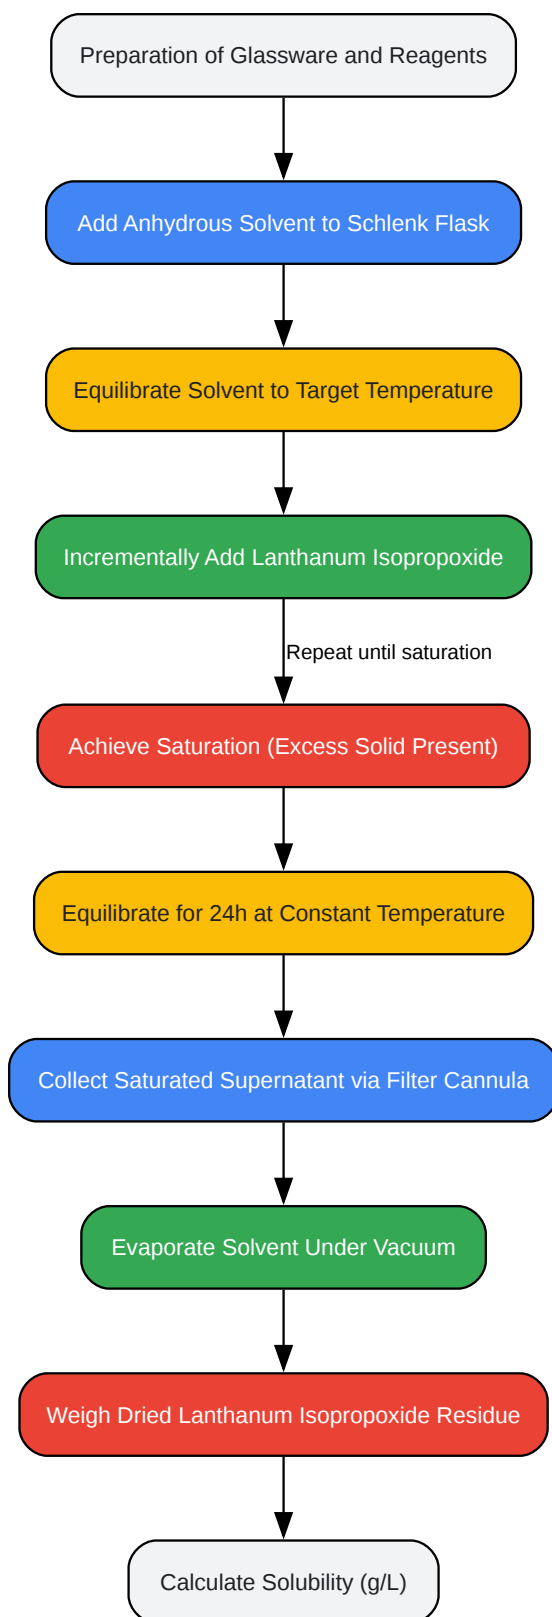 Preparation of Glassware and Reagents
Add Anhydrous Solvent to Schlenk Flask
Equilibrate Solvent to Target Temperature
Incrementally Add Lanthanum Isopropoxide
Repeat until saturation
Achieve Saturation (Excess Solid Present)
Equilibrate for 24h at Constant Temperature
Collect Saturated Supernatant via Filter Cannula
Evaporate Solvent Under Vacuum
Weigh Dried Lanthanum Isopropoxide Residue
Calculate Solubility (g/L)